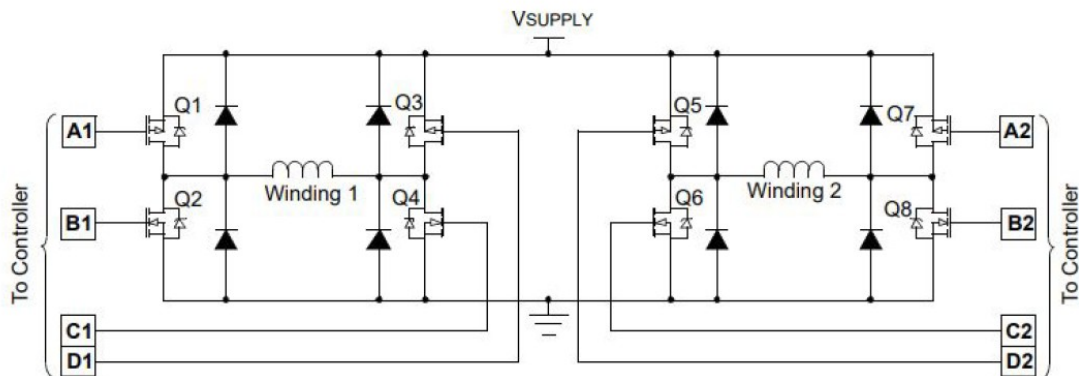 VSUPPLY
Q1
Q3
Q5
Q7
A1
A2
Winding 1
Winding 2
Q2
Q4
Q6
Q8
B1
B2
To Controller
To Controller
C1
C2
D1
D2